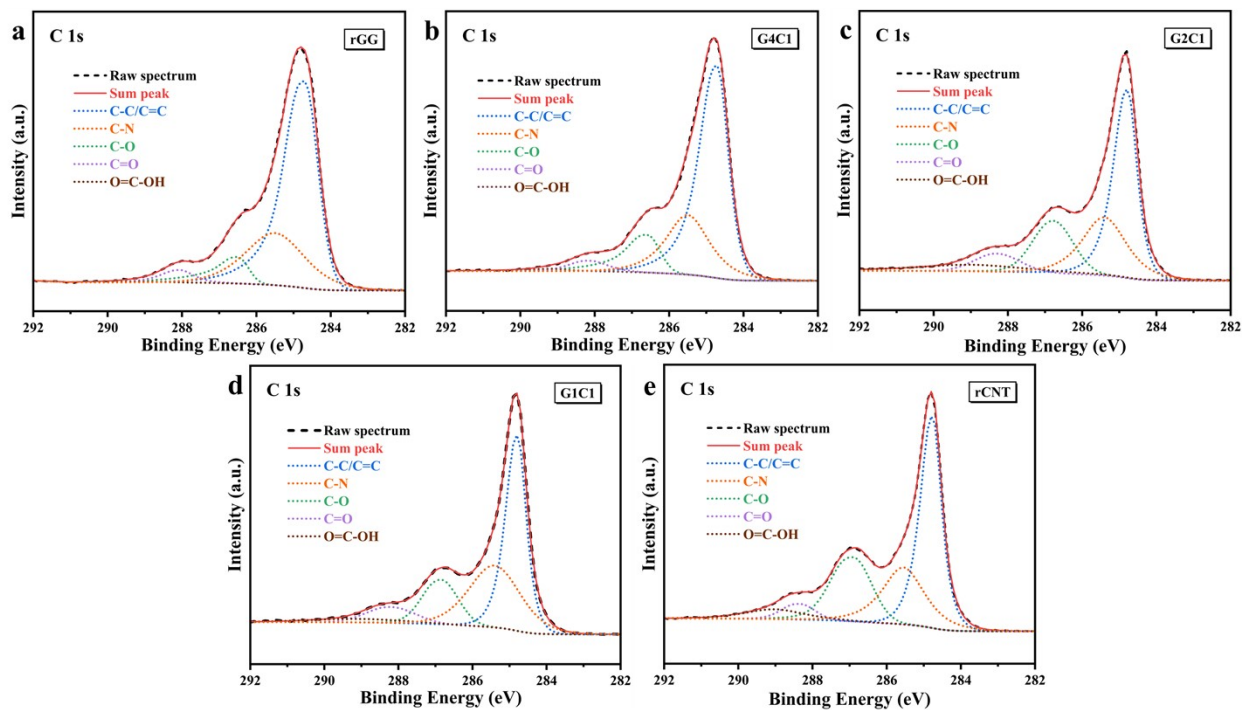 a
C 1s
rGG
Raw spectrum
Sum peak
C-C/C=C
C-N
C-O
C=O
O=C-OH
Intensity (a.u.)
292 290 288 286 284 282
Binding Energy (eV)
b
C 1s
G4C1
Raw spectrum
Sum peak
C-C/C=C
C-N
C-O
C=O
O=C-OH
Intensity (a.u.)
292 290 288 286 284 282
Binding Energy (eV)
c
C 1s
G2C1
Raw spectrum
Sum peak
C-C/C=C
C-N
C-O
C=O
O=C-OH
Intensity (a.u.)
292 290 288 286 284 282
Binding Energy (eV)
d
C 1s
G1C1
Raw spectrum
Sum peak
C-C/C=C
C-N
C-O
C=O
O=C-OH
Intensity (a.u.)
292 290 288 286 284 282
Binding Energy (eV)
e
C 1s
rCNT
Raw spectrum
Sum peak
C-C/C=C
C-N
C-O
C=O
O=C-OH
Intensity (a.u.)
292 290 288 286 284 282
Binding Energy (eV)